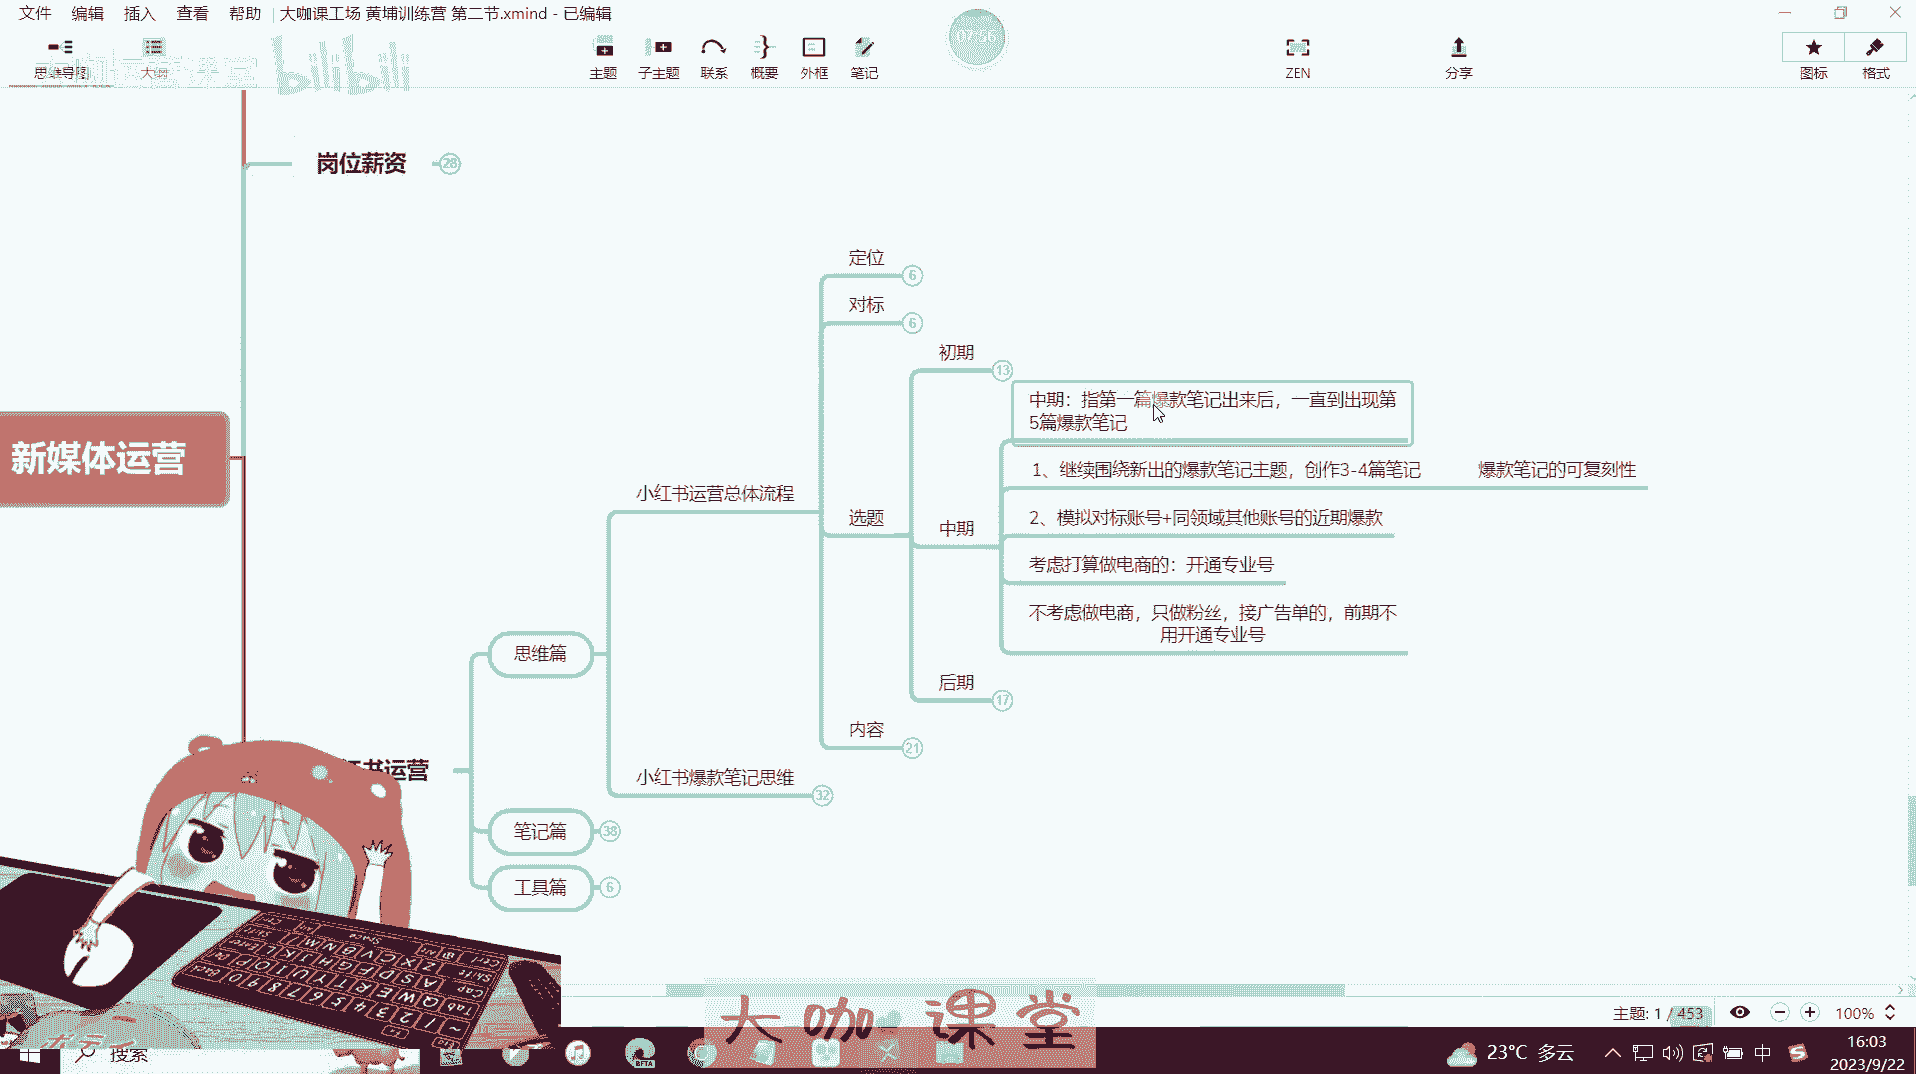 文件 编辑 插入 查看 帮助 大咖课工场 黄埔训练营 第二节.xmind - 已编辑
07:56
bilibili
思维导图 大纲 主题 子主题 联系 概要 外框 笔记 ZEN 分享 图标 格式
岗位薪资 28
定位 6
对标 6
初期 13
中期：指第一篇爆款笔记出来后，一直到出现第
5篇爆款笔记
新媒体运营
1、继续围绕新出的爆款笔记主题，创作3-4篇笔记 爆款笔记的可复刻性
小红书运营总体流程
选题
中期
2、模拟对标账号+同领域其他账号的近期爆款
考虑打算做电商的：开通专业号
不考虑做电商，只做粉丝，接广告单的，前期不
用开通专业号
思维篇
后期 17
内容 21
书运营
小红书爆款笔记思维 32
笔记篇 38
工具篇 6
大咖课堂
主题: 1 / 453 100%
搜索
23°C 多云 中
16:03
2023/9/22